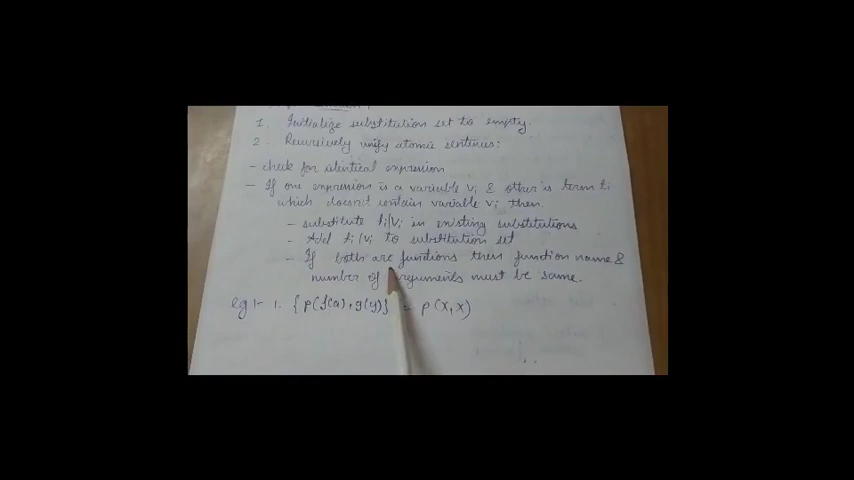 1. Initialize substitution set to empty.
2. Recursively unify atomic sentences:
- check for identical expression
- If one expression is a variable vi & other is term ti
which doesn't contain variable vi then.
- substitute ti/vi in existing substitutions
- Add ti/vi to substitution set
- If both are functions then function name &
number of arguments must be same.
eg:- 1. {p(f(a), g(y)} = p(x, x)